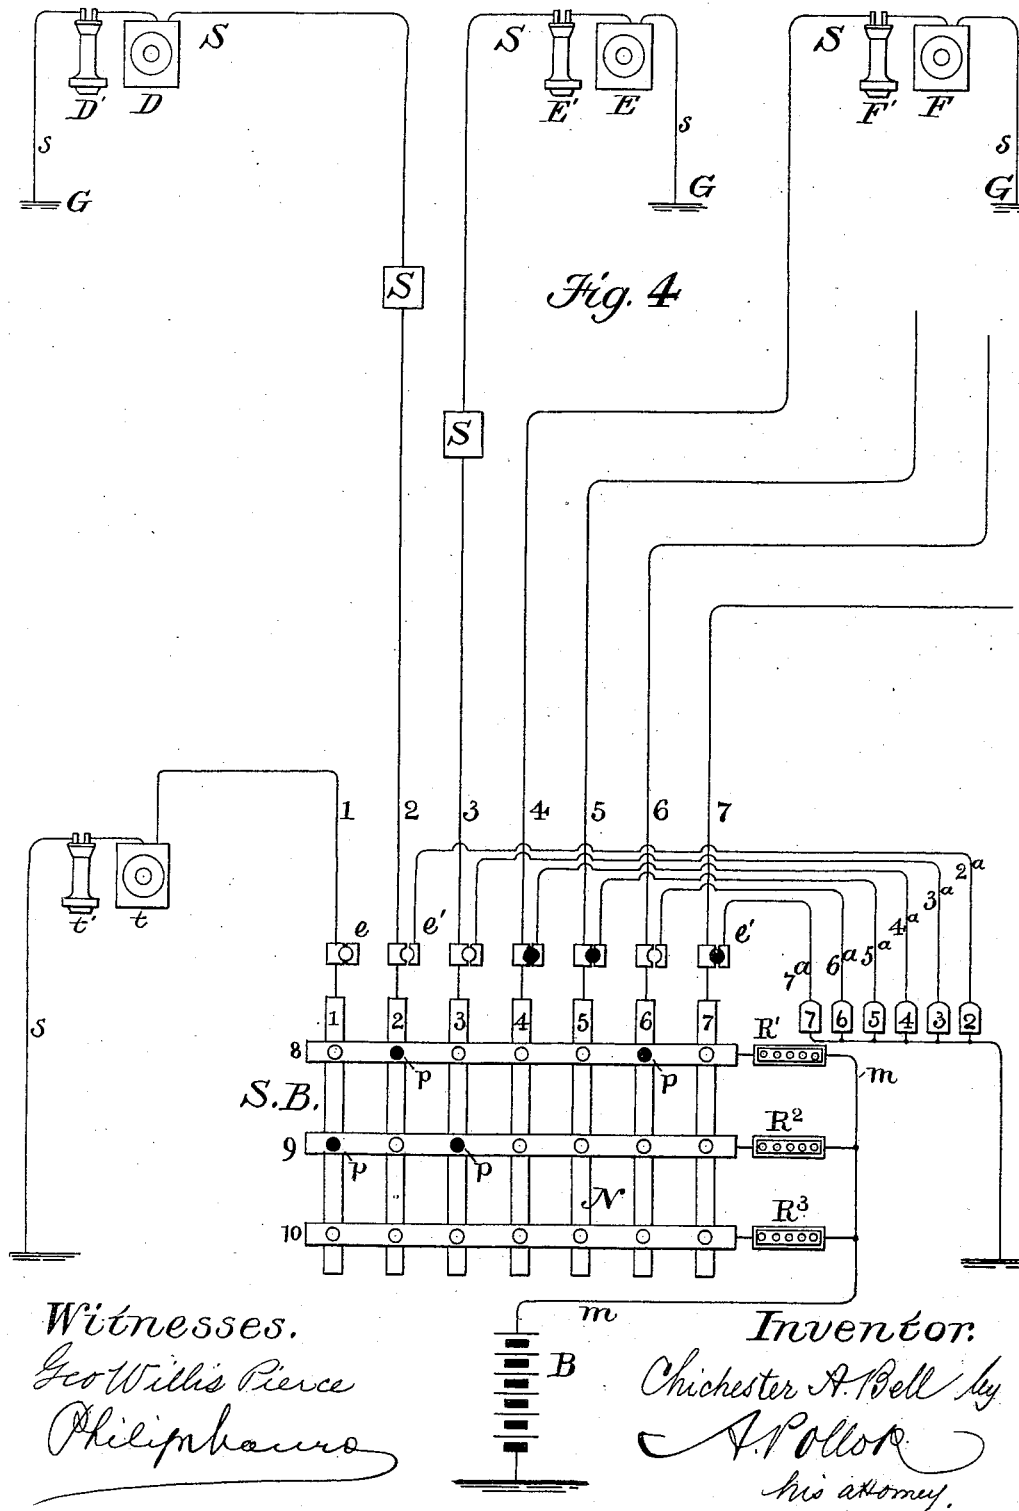 S S S
D' D E' E F' F
s s s
G G G
S
Fig. 4
S
1 2 3 4 5 6 7
2a
3a
4a
5a
6a
7a
e e' e'
t' t
s
1 2 3 4 5 6 7
7 6 5 4 3 2
8 p p R' m
S.B.
9 p p R2
N
10 R3
m
B
Witnesses.
Geo Willis Pierce
Philip Mauro
Inventor.
Chichester A. Bell by
A. Pollok
his attorney.